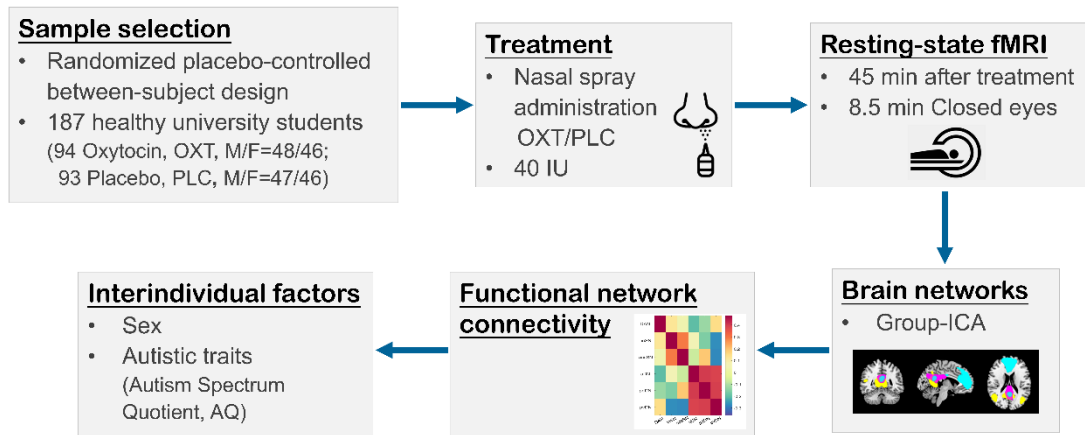 Sample selection
• Randomized placebo-controlled
between-subject design
• 187 healthy university students
(94 Oxytocin, OXT, M/F=48/46;
93 Placebo, PLC, M/F=47/46)
Treatment
• Nasal spray
administration
OXT/PLC
• 40 IU
Resting-state fMRI
• 45 min after treatment
• 8.5 min Closed eyes
Interindividual factors
• Sex
• Autistic traits
(Autism Spectrum
Quotient, AQ)
Functional network
connectivity
Brain networks
• Group-ICA